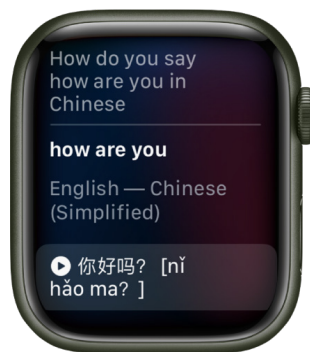 How do you say
how are you in
Chinese
how are you
English — Chinese
(Simplified)
你好吗？ [nǐ
hǎo ma? ]